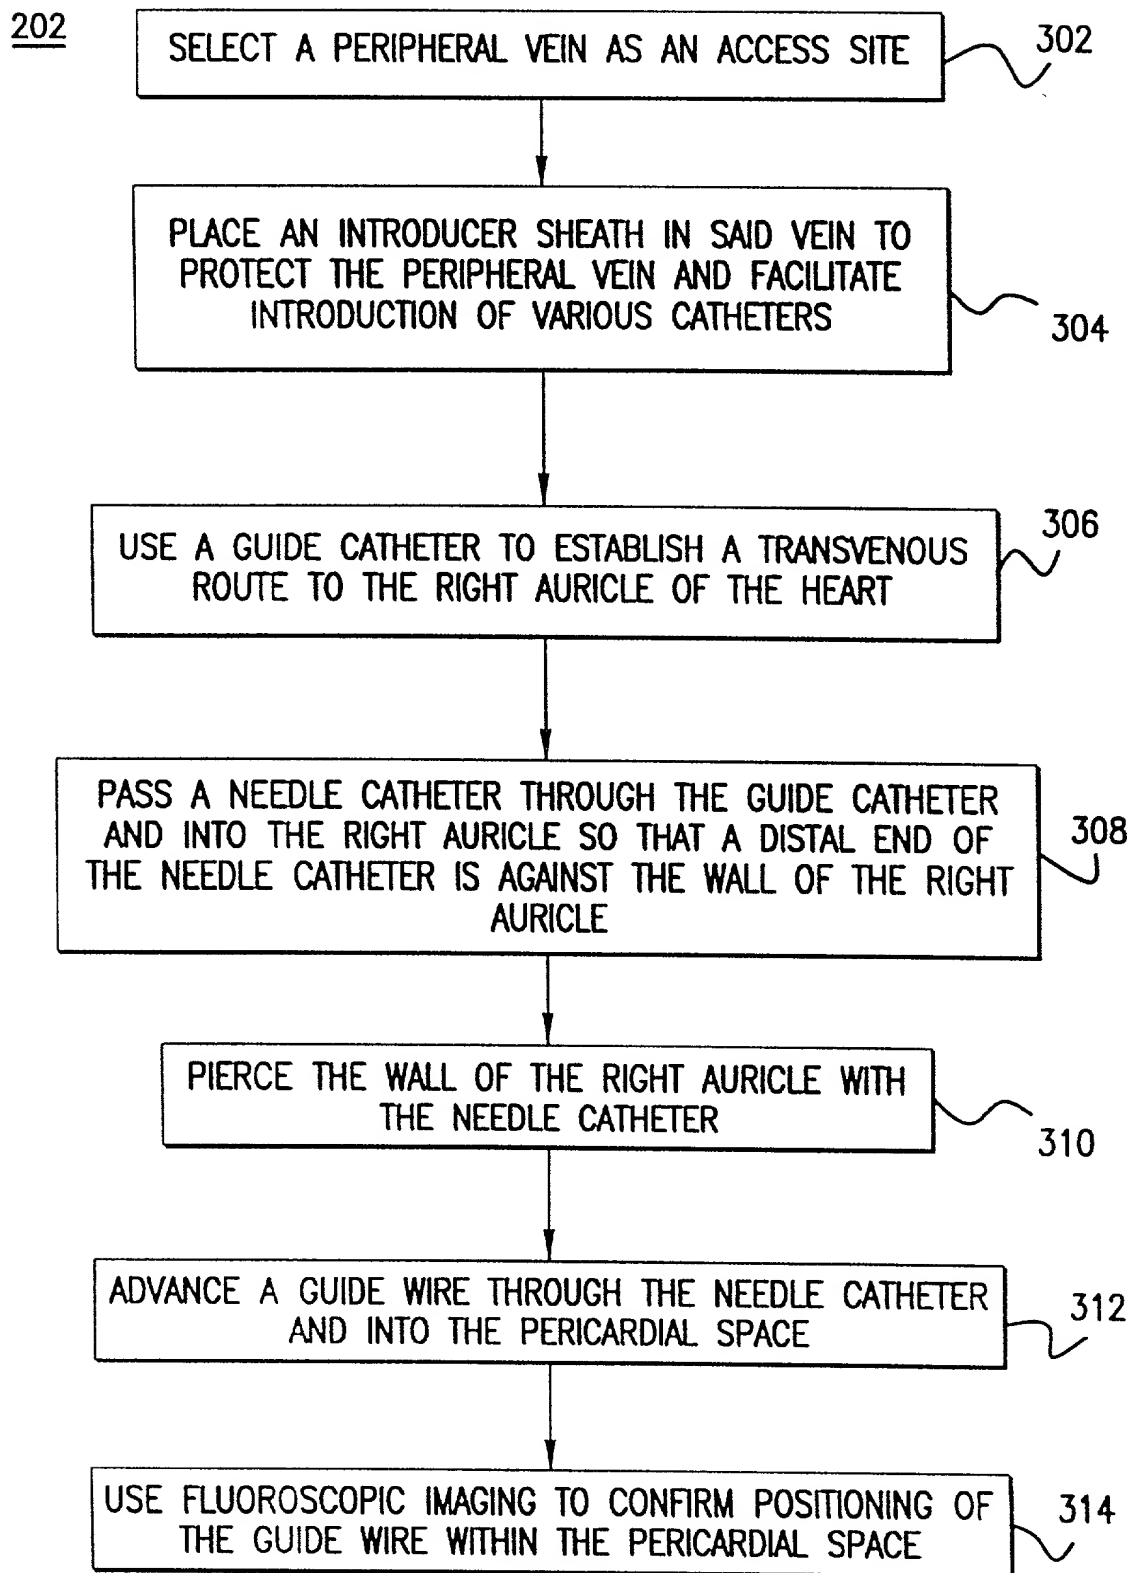 202
SELECT A PERIPHERAL VEIN AS AN ACCESS SITE
302
PLACE AN INTRODUCER SHEATH IN SAID VEIN TO
PROTECT THE PERIPHERAL VEIN AND FACILITATE
INTRODUCTION OF VARIOUS CATHETERS
304
USE A GUIDE CATHETER TO ESTABLISH A TRANSVENOUS
ROUTE TO THE RIGHT AURICLE OF THE HEART
306
PASS A NEEDLE CATHETER THROUGH THE GUIDE CATHETER
AND INTO THE RIGHT AURICLE SO THAT A DISTAL END OF
THE NEEDLE CATHETER IS AGAINST THE WALL OF THE RIGHT
AURICLE
308
PIERCE THE WALL OF THE RIGHT AURICLE WITH
THE NEEDLE CATHETER
310
ADVANCE A GUIDE WIRE THROUGH THE NEEDLE CATHETER
AND INTO THE PERICARDIAL SPACE
312
USE FLUOROSCOPIC IMAGING TO CONFIRM POSITIONING OF
THE GUIDE WIRE WITHIN THE PERICARDIAL SPACE
314